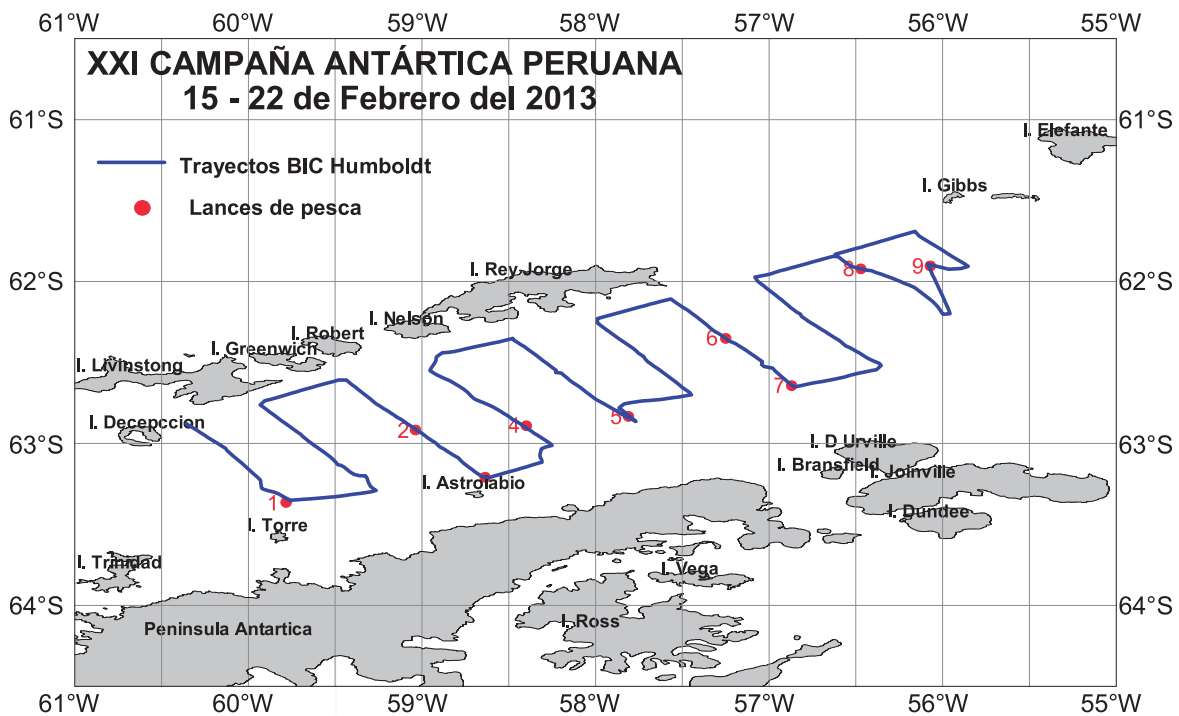 61°W 60°W 59°W 58°W 57°W 56°W 55°W
XXI CAMPAÑA ANTÁRTICA PERUANA
15 - 22 de Febrero del 2013
61°S 61°S
I. Elefante
Trayectos BIC Humboldt
I. Gibbs
Lances de pesca
62°S 62°S
I. Rey Jorge
8 9
I. Nelson
I. Robert
6
I. Greenwich
I. Livinstong
7
I. Decepccion
2 4 5
63°S 63°S
I. D Urville
I. Bransfield
I. Joinville
I. Astrolabio
1
I. Torre
I. Dundee
I. Trinidad
I. Vega
64°S 64°S
Peninsula Antartica
I. Ross
61°W 60°W 59°W 58°W 57°W 56°W 55°W